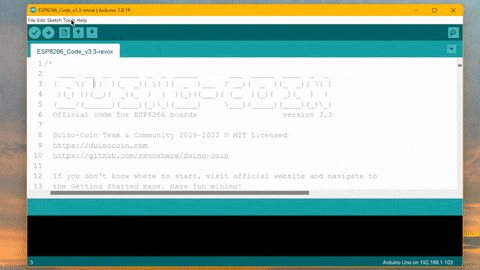 ESP8266_Code_v3.3-revox | Arduino 1.8.19
File Edit Sketch Tools Help
ESP8266_Code_v3.3-revox
1 /*
2
3
4
5
6 Official code for ESP8266 boards version 3.3
7
8 Duino-Coin Team & Community 2019-2022 © MIT Licensed
9 https://duinocoin.com
10 https://github.com/revoxhere/duino-coin
11
12 If you don't know where to start, visit official website and navigate to
13 the Getting Started page. Have fun mining!
3
Arduino Uno on 192.168.1.103